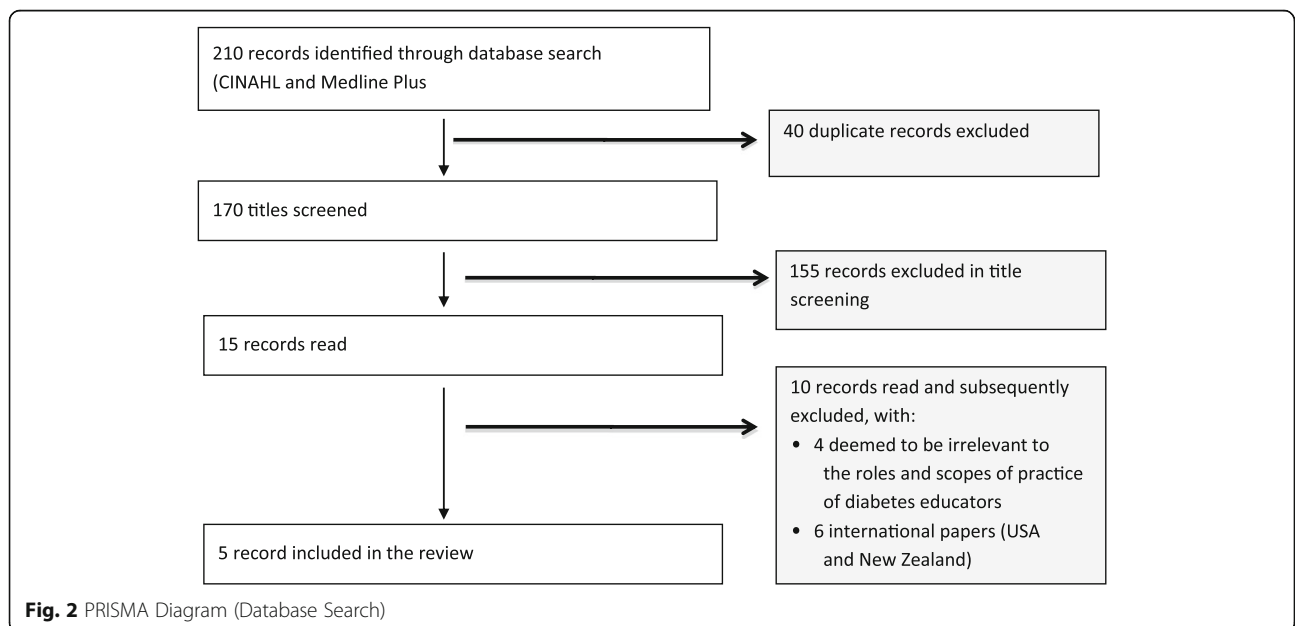 210 records identified through database search
(CINAHL and Medline Plus
40 duplicate records excluded
170 titles screened
155 records excluded in title
screening
15 records read
10 records read and subsequently
excluded, with:
• 4 deemed to be irrelevant to
the roles and scopes of practice
of diabetes educators
• 6 international papers (USA
and New Zealand)
5 record included in the review
Fig. 2 PRISMA Diagram (Database Search)